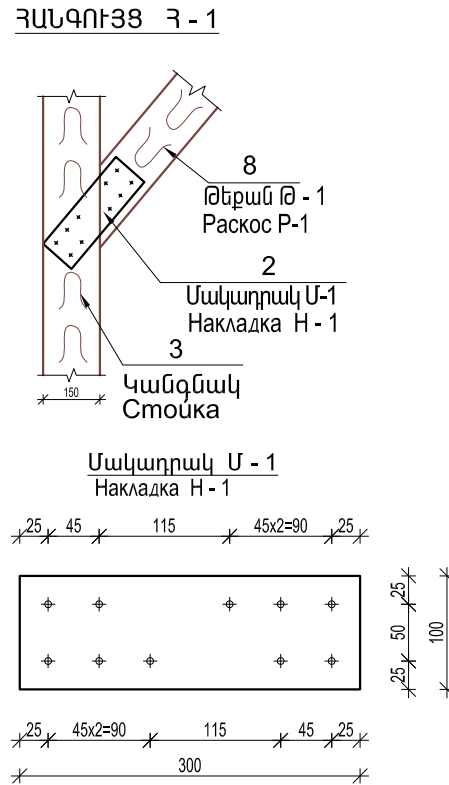 ՀԱՆԳՈՒՅՑ Հ - 1
8
Թեքան Թ - 1
Раскос Р-1
2
Մակադրակ Մ-1
Накладка Н - 1
3
Կանգնակ
Стойка
150
Մակադրակ Մ - 1
Накладка Н - 1
25 45 115 45x2=90 25
25
50
25
100
25 45x2=90 115 45 25
300